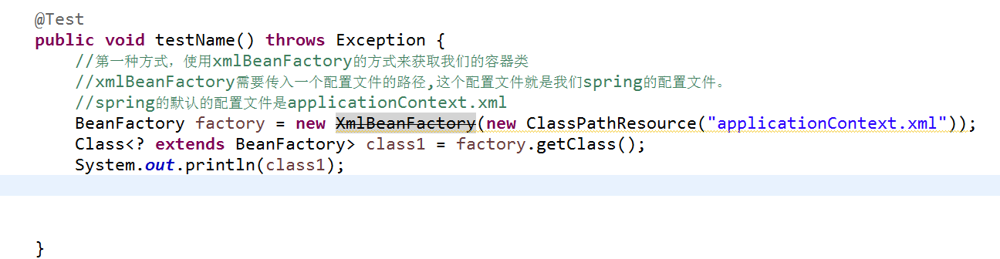 @Test
public void testName() throws Exception {
//第一种方式，使用xmlBeanFactory的方式来获取我们的容器类
//xmlBeanFactory需要传入一个配置文件的路径,这个配置文件就是我们spring的配置文件。
//spring的默认的配置文件是applicationContext.xml
BeanFactory factory = new XmlBeanFactory(new ClassPathResource("applicationContext.xml"));
Class<? extends BeanFactory> class1 = factory.getClass();
System.out.println(class1);
}